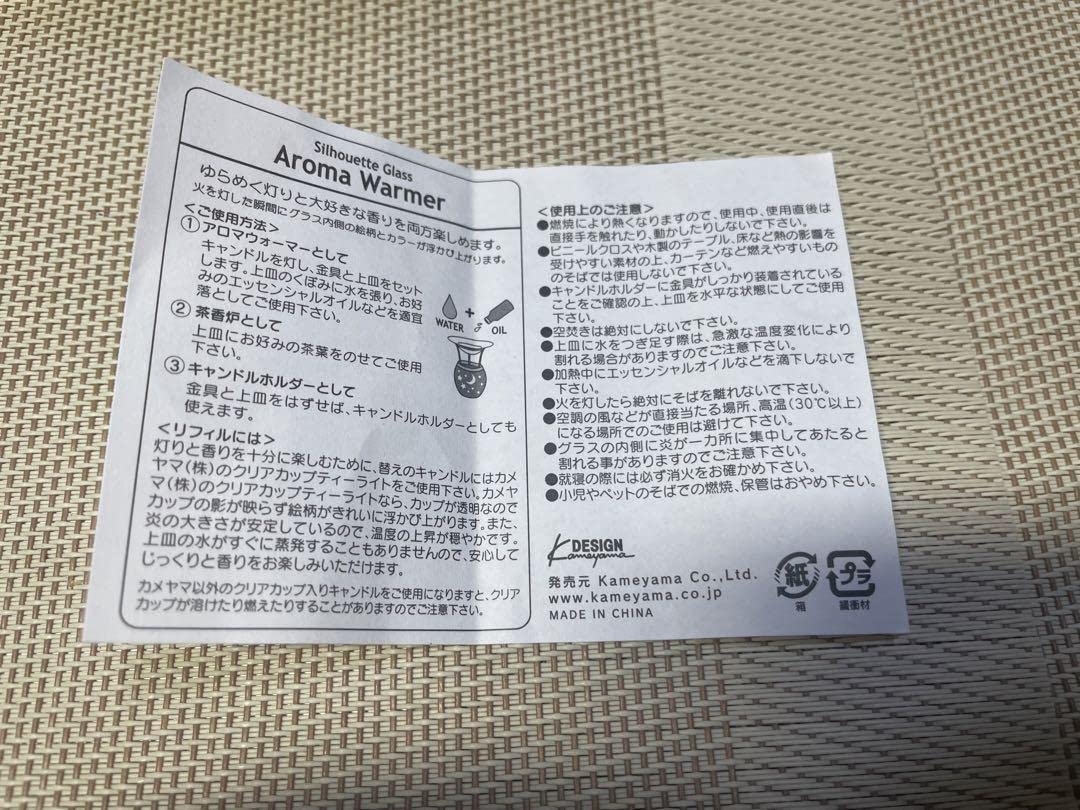 Silhouette Glass
Aroma Warmer
ゆらめく灯りと大好きな香りを両方楽しめます。
火を灯した瞬間にグラス内側の絵柄とカラーが浮かび上がります。
<ご使用方法>
① アロマウォーマーとして
キャンドルを灯し、金具と上皿をセット
します。上皿のくぼみに水を張り、お好
みのエッセンシャルオイルなどを適宜
落としてご使用下さい。
WATER + OIL
② 茶香炉として
上皿にお好みの茶葉をのせてご使用
下さい。
③ キャンドルホルダーとして
金具と上皿をはずせば、キャンドルホルダーとしても
使えます。
<リフィルには>
灯りと香りを十分に楽しむために、替えのキャンドルにはカメ
ヤマ(株)のクリアカップティーライトをご使用下さい。カメヤ
マ(株)のクリアカップティーライトなら、カップが透明なので
カップの影が映らず絵柄がきれいに浮かび上がります。また、
炎の大きさが安定しているので、温度の上昇が穏やかです。
上皿の水がすぐに蒸発することもありませんので、安心して
じっくりと香りをお楽しみいただけます。
カメヤマ以外のクリアカップ入りキャンドルをご使用になりますと、クリア
カップが溶けたり燃えたりすることがありますのでご注意下さい。
<使用上のご注意>
●燃焼により熱くなりますので、使用中、使用直後は
直接手を触れたり、動かしたりしないで下さい。
●ビニールクロスや木製のテーブル、床など熱の影響を
受けやすい素材の上、カーテンなど燃えやすいもの
のそばでは使用しないで下さい。
●キャンドルホルダーに金具がしっかり装着されている
ことをご確認の上、上皿を水平な状態にしてご使用
下さい。
●空焚きは絶対にしないで下さい。
●上皿に水をつぎ足す際は、急激な温度変化により
割れる場合がありますのでご注意下さい。
●加熱中にエッセンシャルオイルなどを滴下しないで
下さい。
●火を灯したら絶対にそばを離れないで下さい。
●空調の風などが直接当たる場所、高温(30℃以上)
になる場所でのご使用は避けて下さい。
●グラスの内側に炎が一カ所に集中してあたると
割れる事がありますのでご注意下さい。
●就寝の際には必ず消火をお確かめ下さい。
●小児やペットのそばでの燃焼、保管はおやめ下さい。
DESIGN
Kameyama
発売元 Kameyama Co.,Ltd.
www.kameyama.co.jp
MADE IN CHINA
紙
箱
プラ
緩衝材